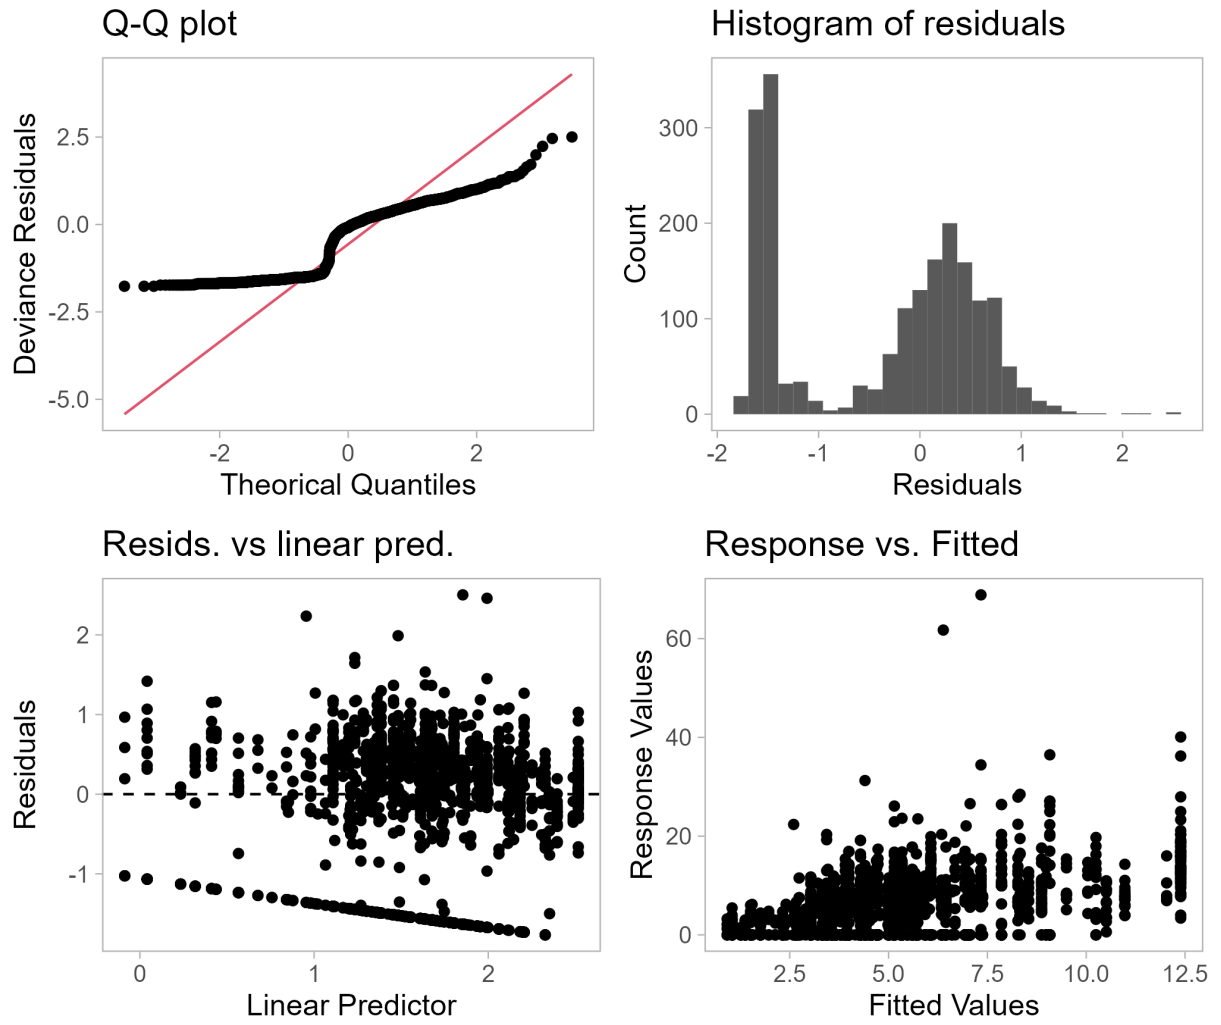 Q-Q plot
Deviance Residuals
2.5
0.0
-2.5
-5.0
-2 0 2
Theorical Quantiles
Histogram of residuals
Count
300
200
100
0
-2 -1 0 1 2
Residuals
Resids. vs linear pred.
Residuals
2
1
0
-1
0 1 2
Linear Predictor
Response vs. Fitted
Response Values
60
40
20
0
2.5 5.0 7.5 10.0 12.5
Fitted Values